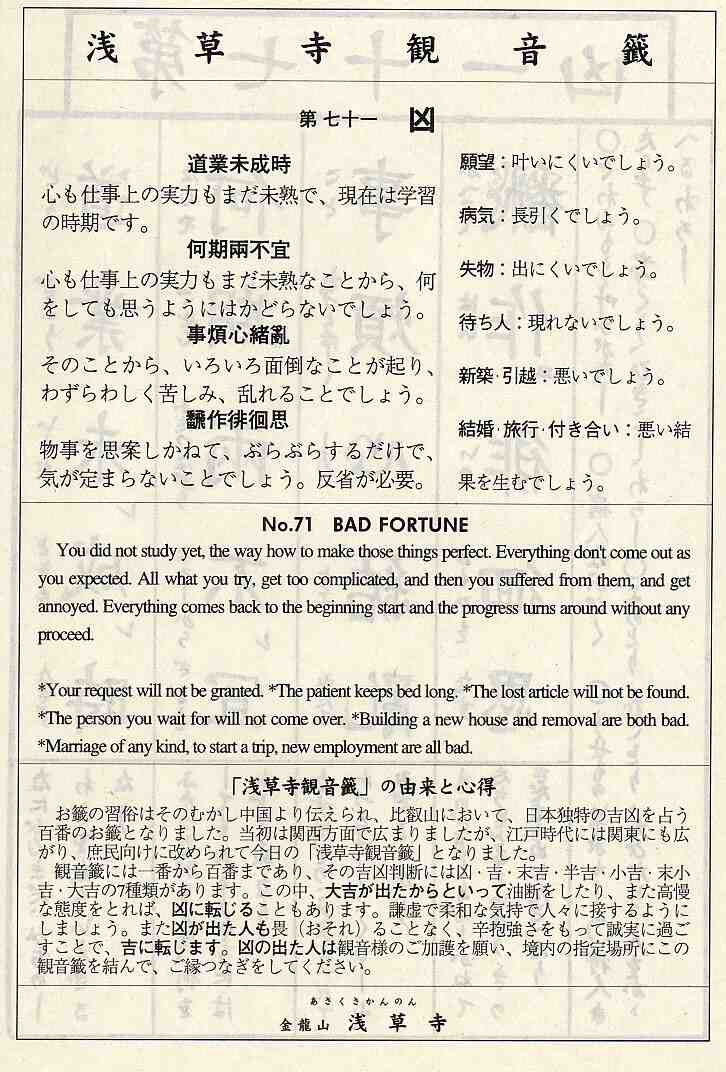 浅草寺観音籤
第七十一 凶
道業未成時
心も仕事上の実力もまだ未熟で、現在は学習
の時期です。
何期兩不宜
心も仕事上の実力もまだ未熟なことから、何
をしても思うようにはかどらないでしょう。
事煩心緒亂
そのことから、いろいろ面倒なことが起り、
わずらわしく苦しみ、乱れることでしょう。
飜作徘徊思
物事を思案しかねて、ぶらぶらするだけで、
気が定まらないことでしょう。反省が必要。
願望：叶いにくいでしょう。
病気：長引くでしょう。
失物：出にくいでしょう。
待ち人：現れないでしょう。
新築・引越：悪いでしょう。
結婚・旅行・付き合い：悪い結
果を生むでしょう。
No.71 BAD FORTUNE
You did not study yet, the way how to make those things perfect. Everything don't come out as
you expected. All what you try, get too complicated, and then you suffered from them, and get
annoyed. Everything comes back to the beginning start and the progress turns around without any
proceed.
*Your request will not be granted. *The patient keeps bed long. *The lost article will not be found.
*The person you wait for will not come over. *Building a new house and removal are both bad.
*Marriage of any kind, to start a trip, new employment are all bad.
「浅草寺観音籤」の由来と心得
お籤の習俗はそのむかし中国より伝えられ、比叡山において、日本独特の吉凶を占う
百番のお籤となりました。当初は関西方面で広まりましたが、江戸時代には関東にも広
がり、庶民向けに改められて今日の「浅草寺観音籤」となりました。
観音籤には一番から百番まであり、その吉凶判断には凶・吉・末吉・半吉・小吉・末小
吉・大吉の7種類があります。この中、大吉が出たからといって油断をしたり、また高慢
な態度をとれば、凶に転じることもあります。謙虚で柔和な気持で人々に接するように
しましょう。また凶が出た人も畏（おそれ）ることなく、辛抱強さをもって誠実に過ご
すことで、吉に転じます。凶の出た人は観音様のご加護を願い、境内の指定場所にこの
観音籤を結んで、ご縁つなぎをしてください。
あさくさかんのん
金龍山 浅草寺